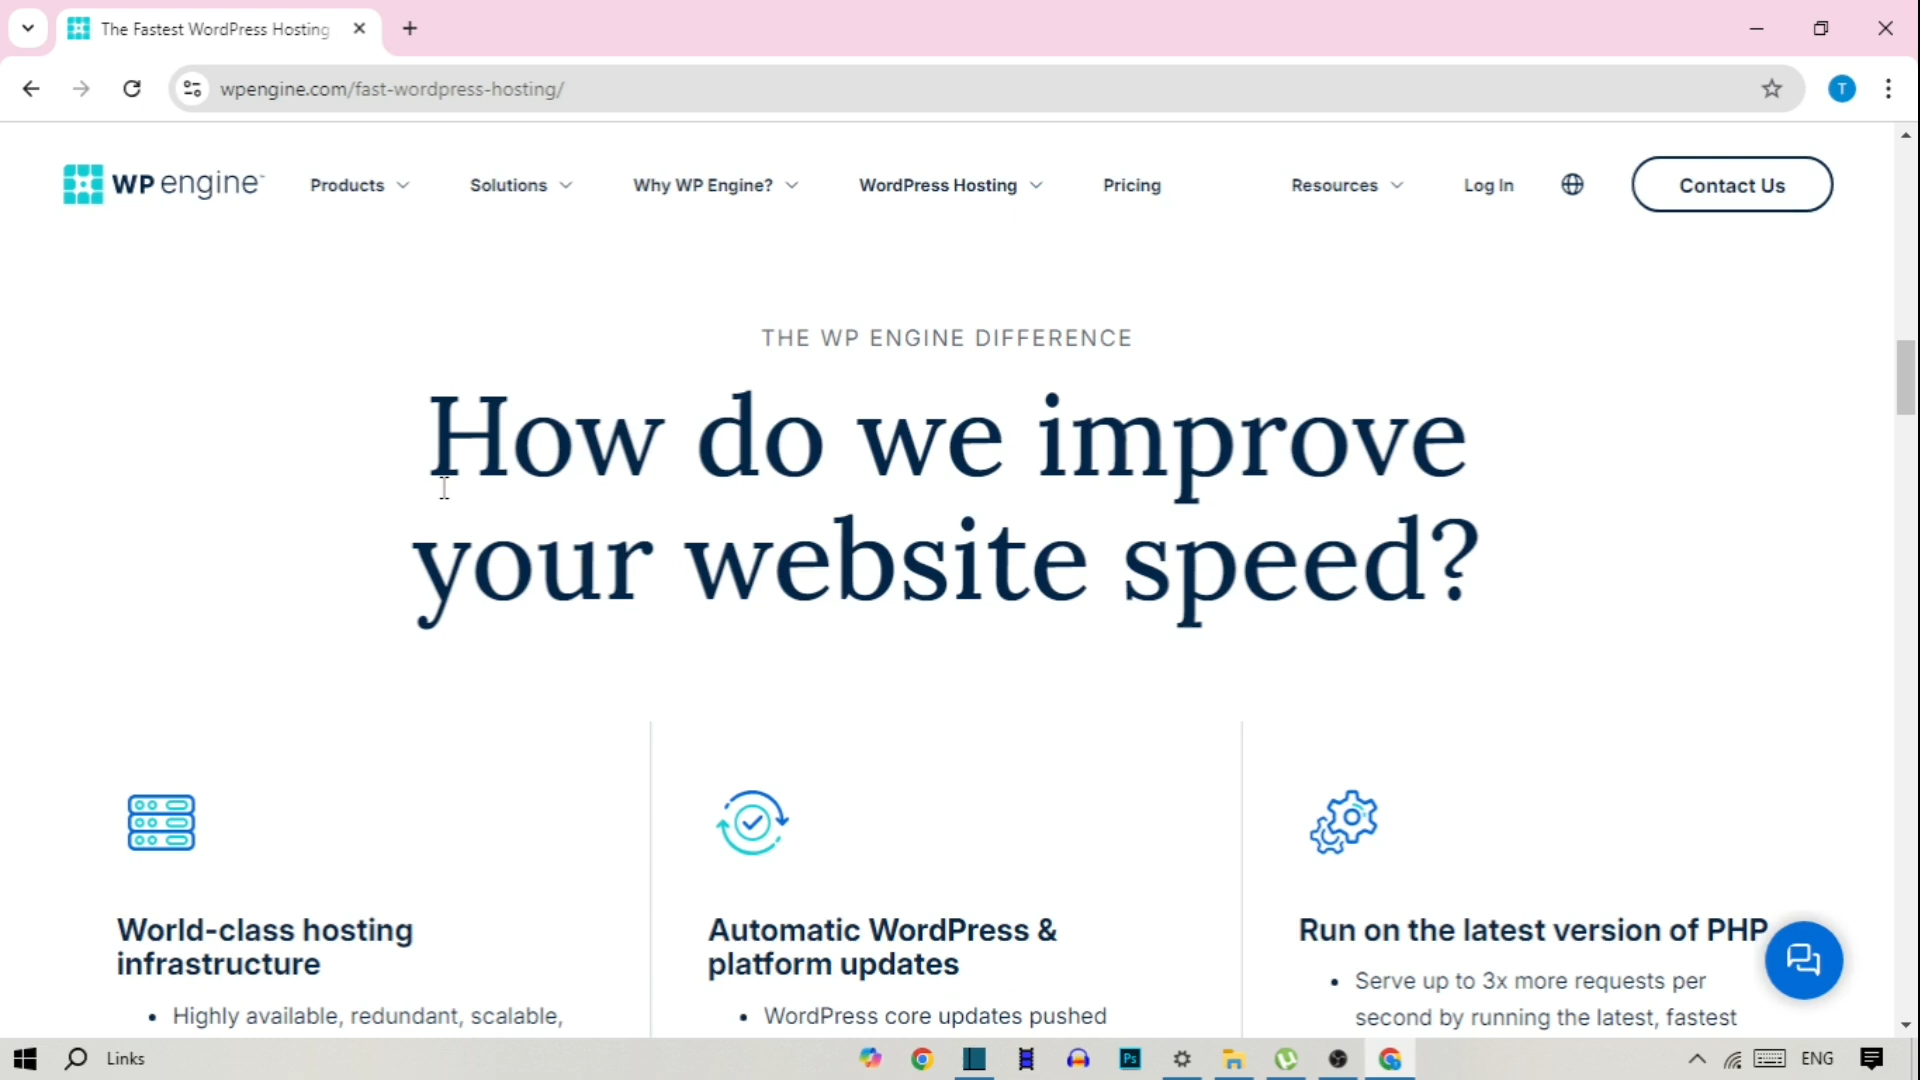 The Fastest WordPress Hosting
wpengine.com/fast-wordpress-hosting/
T
WP engine
Products
Solutions
Why WP Engine?
WordPress Hosting
Pricing
Resources
Log In
Contact Us
THE WP ENGINE DIFFERENCE
How do we improve
your website speed?
World-class hosting
infrastructure
• Highly available, redundant, scalable,
Automatic WordPress &
platform updates
• WordPress core updates pushed
Run on the latest version of PHP
• Serve up to 3x more requests per
second by running the latest, fastest
Links
Ps
ENG